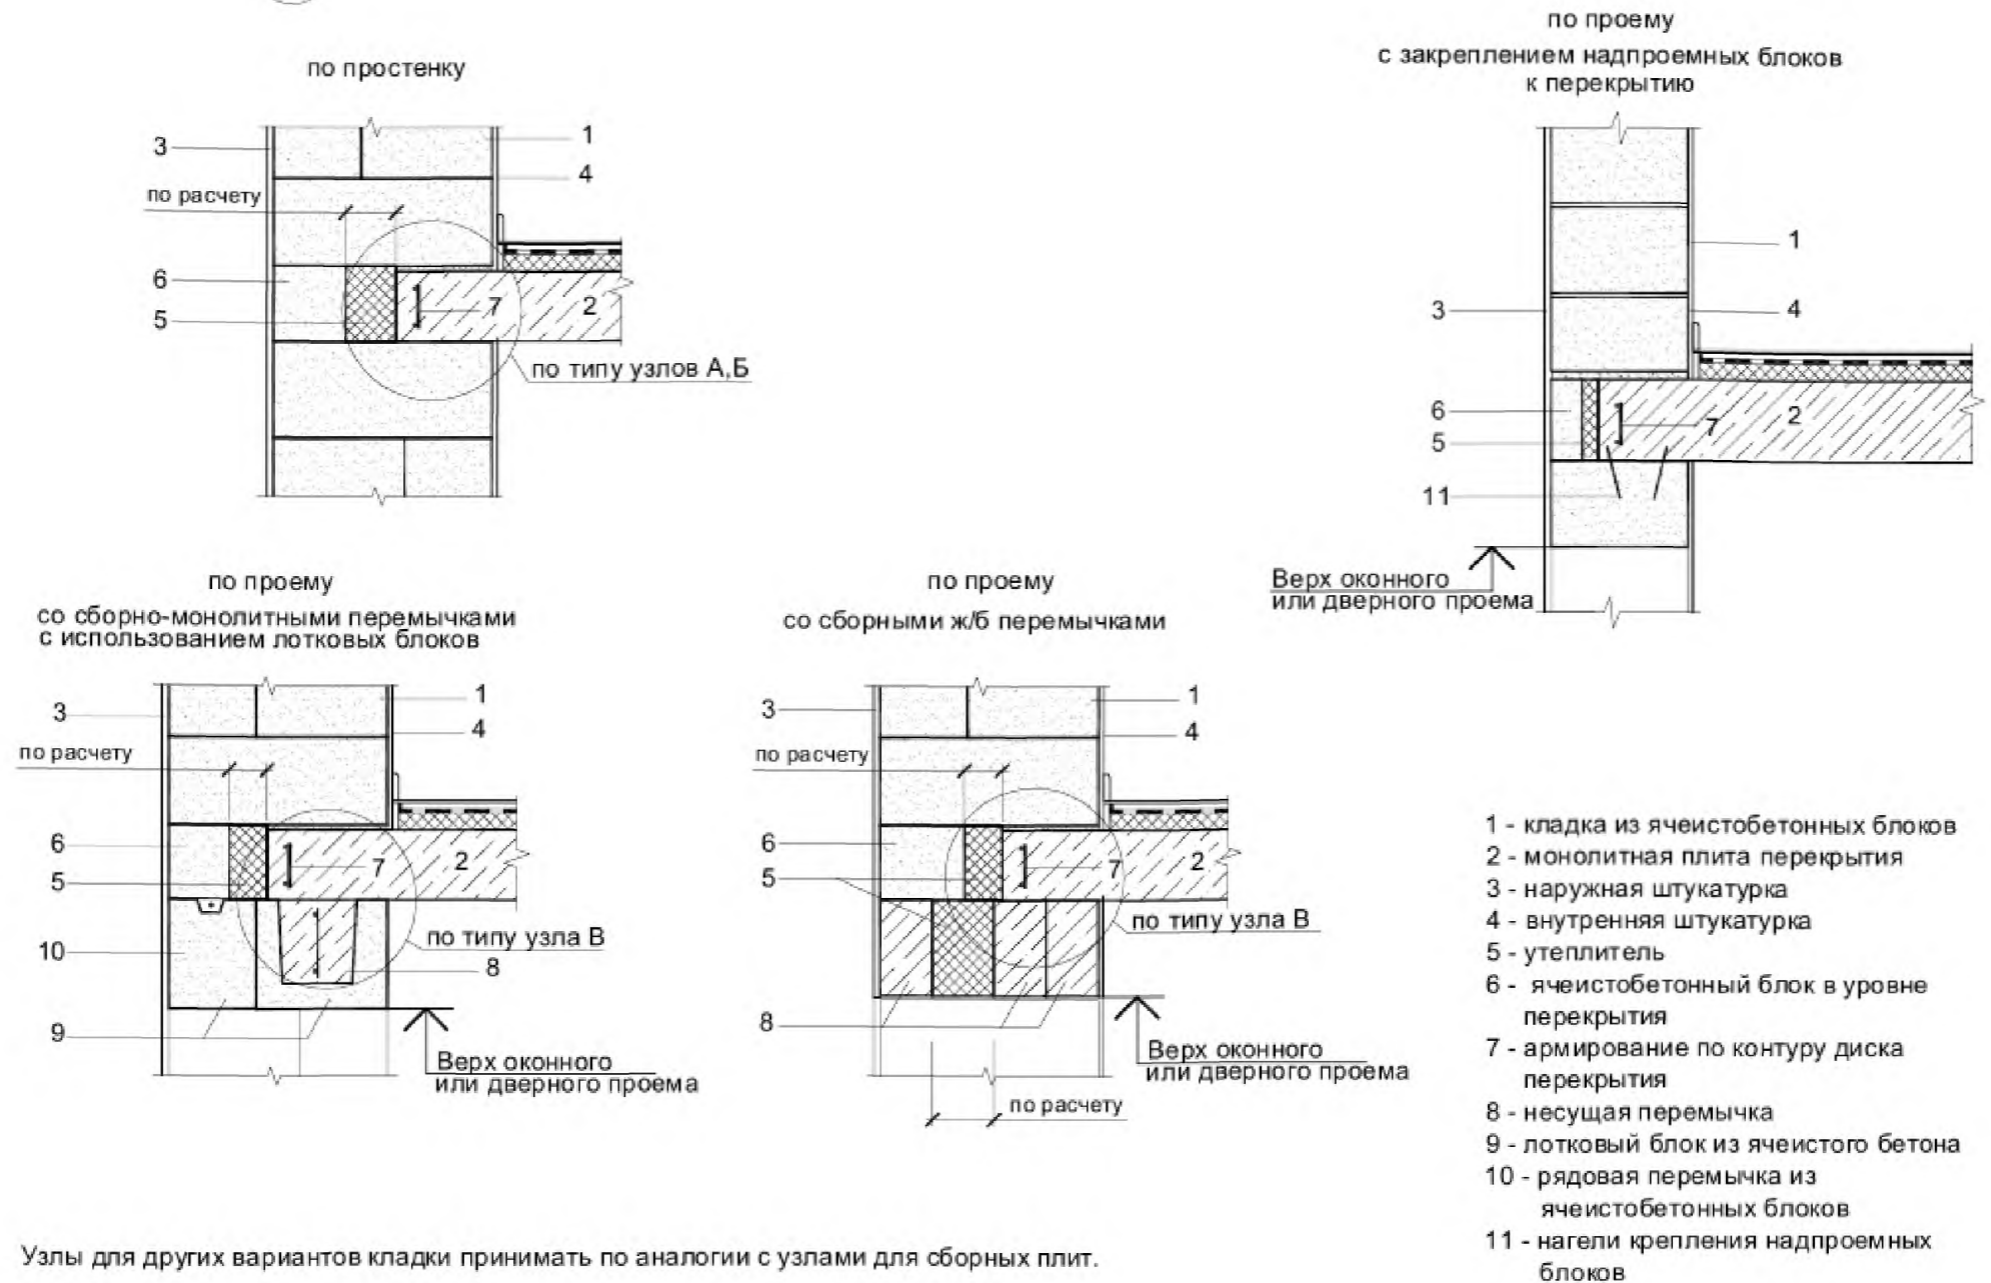 по простенку
3
1
4
по расчету
6
5
7
2
по типу узлов А,Б
по проему
с закреплением надпроемных блоков
к перекрытию
1
3
4
6
5
7
2
11
Верх оконного
или дверного проема
по проему
со сборно-монолитными перемычками
с использованием лотковых блоков
3
1
4
по расчету
6
5
7
2
по типу узла В
10
8
9
Верх оконного
или дверного проема
по проему
со сборными ж/б перемычками
3
1
4
по расчету
6
5
7
2
по типу узла В
8
Верх оконного
или дверного проема
по расчету
1 - кладка из ячеистобетонных блоков
2 - монолитная плита перекрытия
3 - наружная штукатурка
4 - внутренняя штукатурка
5 - утеплитель
6 - ячеистобетонный блок в уровне
перекрытия
7 - армирование по контуру диска
перекрытия
8 - несущая перемычка
9 - лотковый блок из ячеистого бетона
10 - рядовая перемычка из
ячеистобетонных блоков
11 - нагели крепления надпроемных
блоков
Узлы для других вариантов кладки принимать по аналогии с узлами для сборных плит.